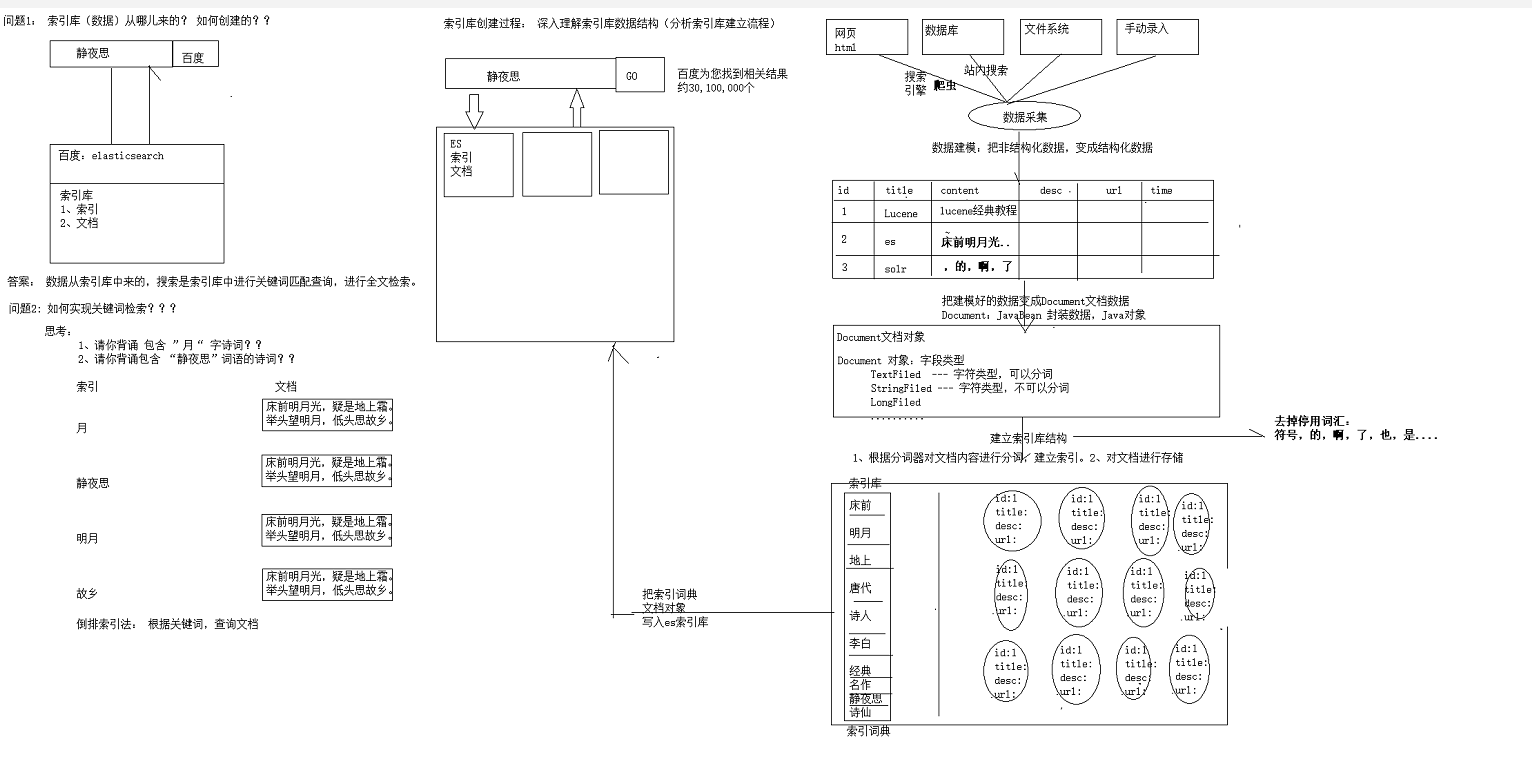 问题1： 索引库（数据）从哪儿来的？ 如何创建的？？
静夜思
百度
百度：elasticsearch
索引库
1、索引
2、文档
答案： 数据从索引库中来的，搜索是索引库中进行关键词匹配查询，进行全文检索。
问题2：如何实现关键词检索？？？
思考：
1、请你背诵 包含 ”月“ 字诗词？？
2、请你背诵包含 “静夜思”词语的诗词？？
索引
文档
月
床前明月光，疑是地上霜。
举头望明月，低头思故乡。
静夜思
床前明月光，疑是地上霜。
举头望明月，低头思故乡。
明月
床前明月光，疑是地上霜。
举头望明月，低头思故乡。
故乡
床前明月光，疑是地上霜。
举头望明月，低头思故乡。
倒排索引法： 根据关键词，查询文档
索引库创建过程： 深入理解索引库数据结构（分析索引库建立流程）
静夜思
GO
百度为您找到相关结果
约30,100,000个
ES
索引
文档
把索引词典
文档对象
写入es索引库
网页
html
数据库
文件系统
手动录入
搜索
引擎
爬虫
站内搜索
数据采集
数据建模：把非结构化数据，变成结构化数据
id title content desc url time
1 Lucene lucene经典教程
2 es 床前明月光..
3 solr ，的，啊，了
把建模好的数据变成Document文档数据
Document：JavaBean 封装数据，Java对象
Document文档对象
Document 对象：字段类型
TextFiled --- 字符类型，可以分词
StringFiled --- 字符类型，不可以分词
LongFiled
..........
建立索引库结构
去掉停用词汇：
符号，的，啊，了，也，是....
1、根据分词器对文档内容进行分词，建立索引。2、对文档进行存储
索引库
床前
明月
地上
唐代
诗人
李白
经典
名作
静夜思
诗仙
索引词典
id:1
title:
desc:
url:
id:1
title:
desc:
url:
id:1
title:
desc:
url:
id:1
title:
desc:
url:
id:1
title:
desc:
url:
id:1
title:
desc:
url:
id:1
title:
desc:
url:
id:1
title:
desc:
url:
id:1
title:
desc:
url:
id:1
title:
desc:
url:
id:1
title:
desc:
url:
id:1
title:
desc:
url: